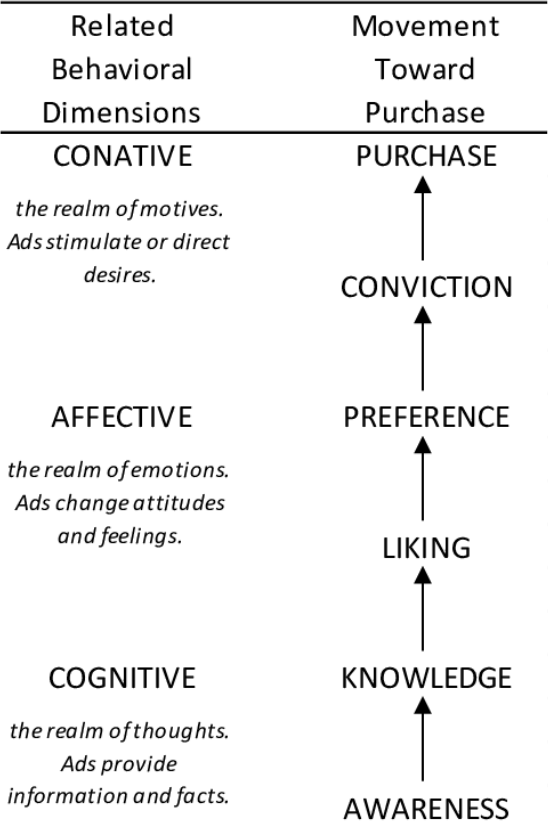 Related
Behavioral
Dimensions
Movement
Toward
Purchase
CONATIVE
the realm of motives.
Ads stimulate or direct
desires.
PURCHASE
CONVICTION
AFFECTIVE
the realm of emotions.
Ads change attitudes
and feelings.
PREFERENCE
LIKING
COGNITIVE
the realm of thoughts.
Ads provide
information and facts.
KNOWLEDGE
AWARENESS